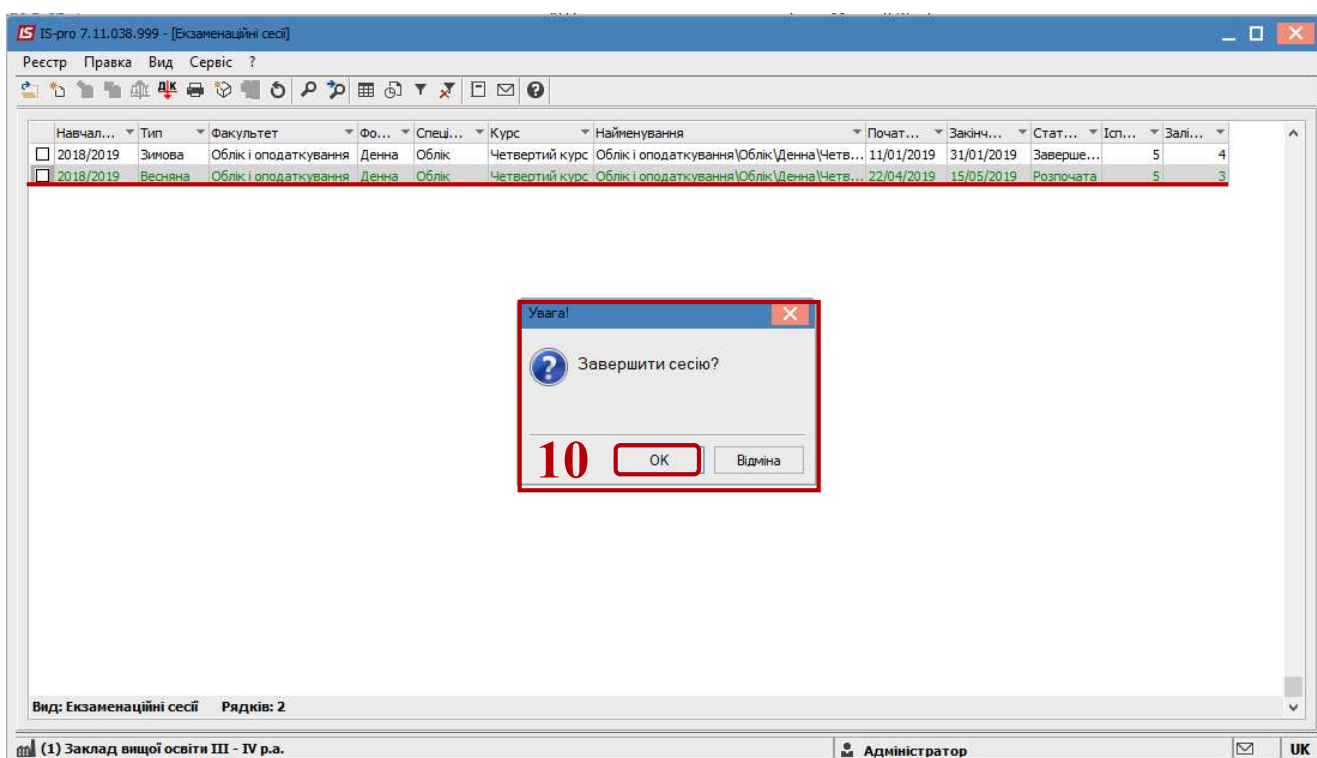 IS-pro 7.11.038.999 - [Екзаменаційні сесії]
Реєстр Правка Вид Сервіс ?
Навчал... Тип Факультет Фо... Спеці... Курс Найменування Почат... Закінч... Стат... Ісп... Залі...
2018/2019 Зимова Облік і оподаткування Денна Облік Четвертий курс Облік і оподаткування\Облік\Денна\Четв... 11/01/2019 31/01/2019 Заверше... 5 4
2018/2019 Весняна Облік і оподаткування Денна Облік Четвертий курс Облік і оподаткування\Облік\Денна\Четв... 22/04/2019 15/05/2019 Розпочата 5 3
Увага!
Завершити сесію?
10 OK Відміна
Вид: Екзаменаційні сесії Рядків: 2
(1) Заклад вищої освіти III - IV р.а. Адміністратор UK